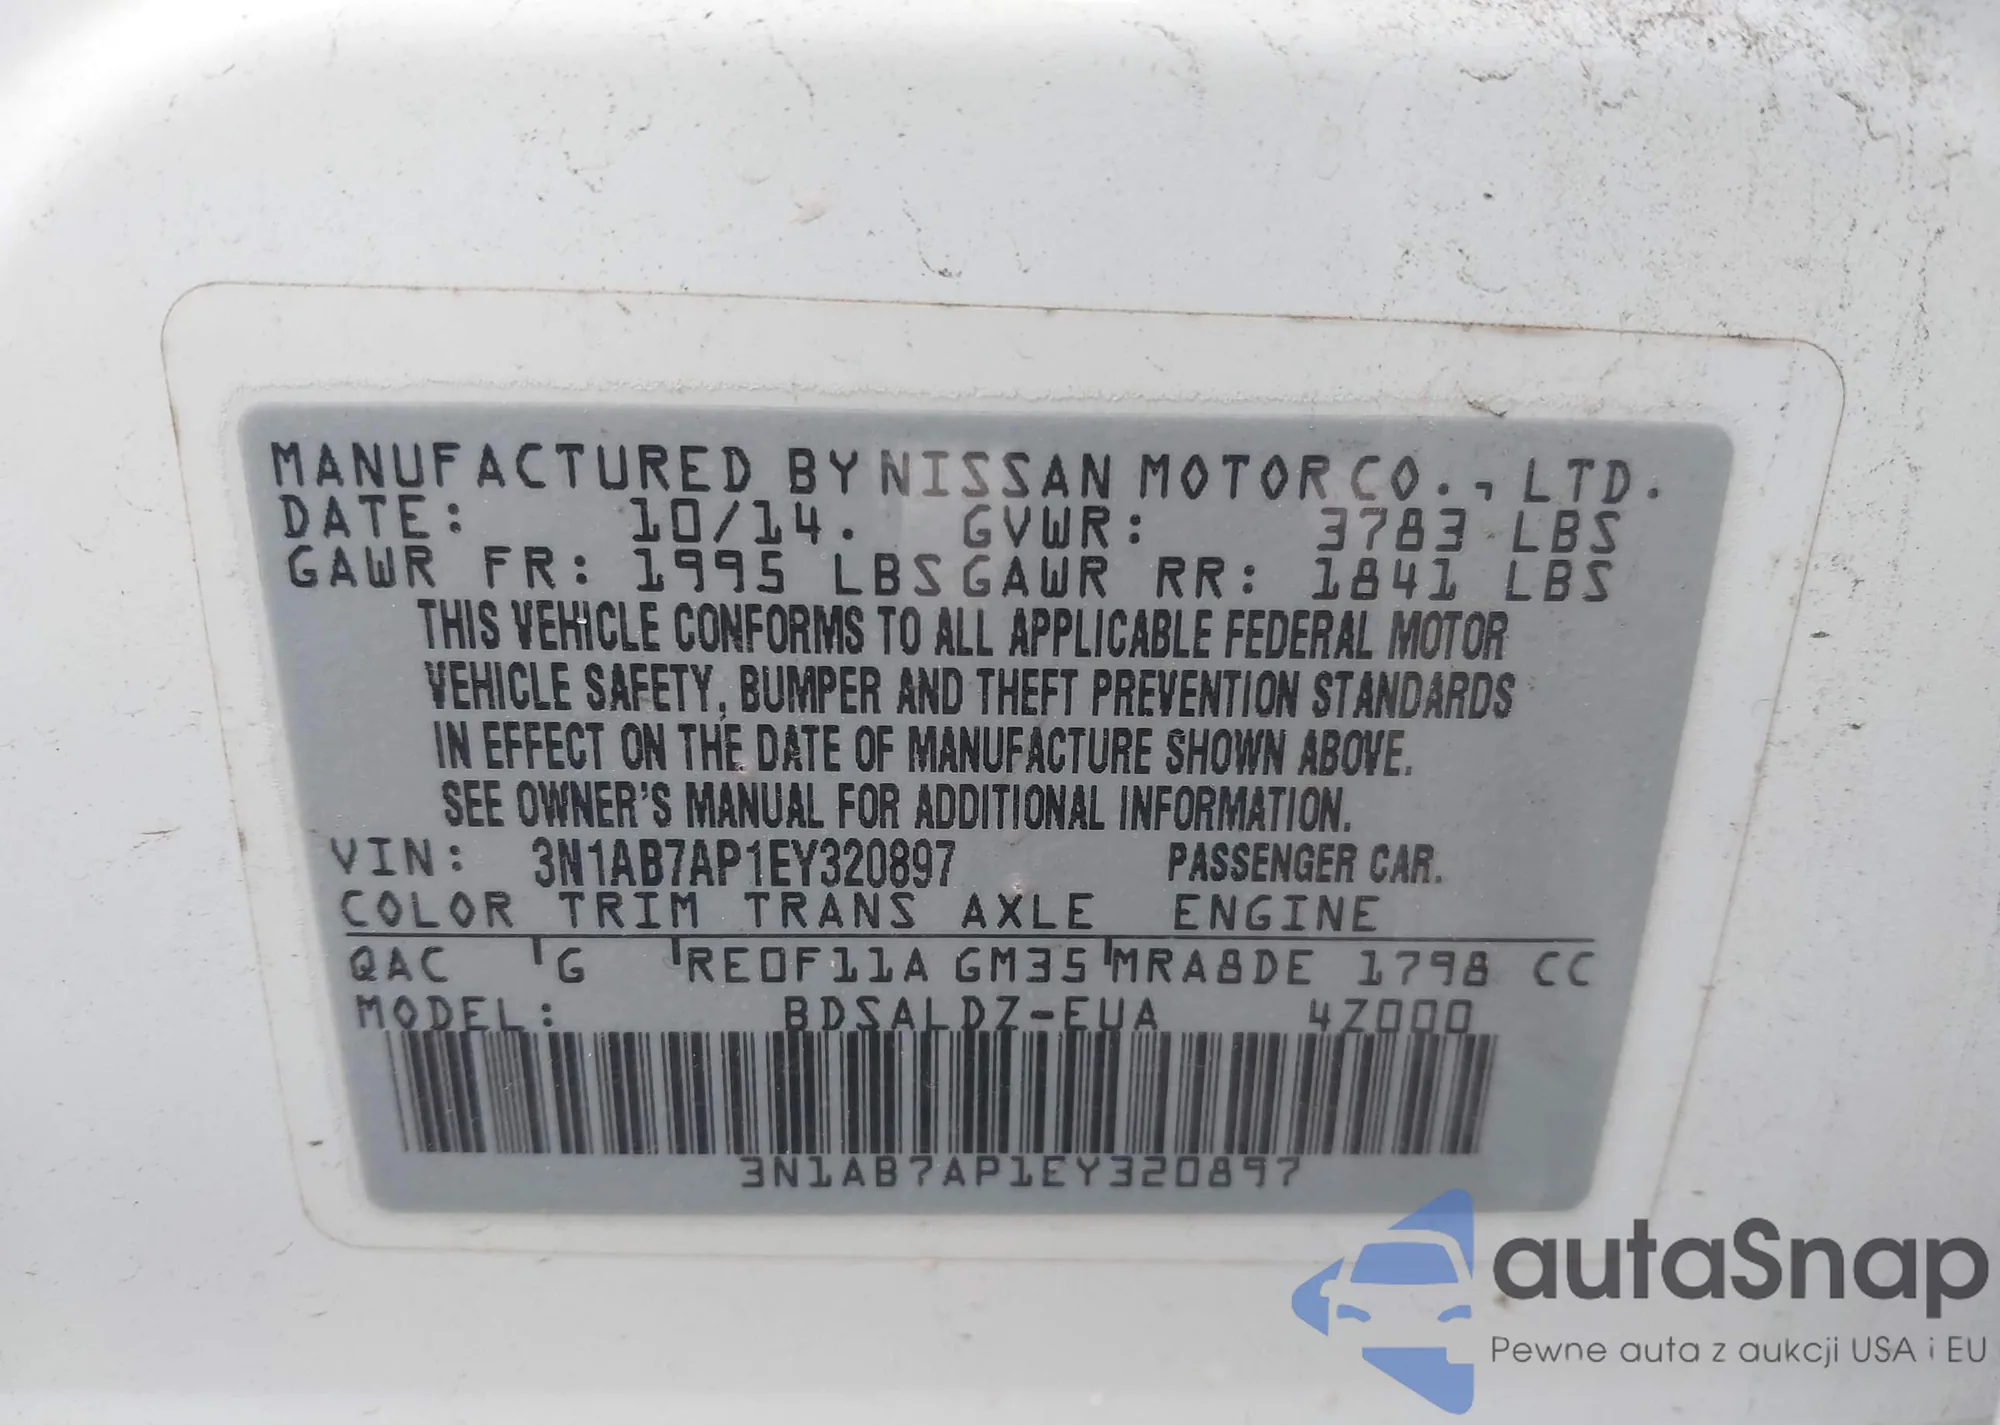 MANUFACTURED BY NISSAN MOTOR CO., LTD.
DATE: 10/14. GVWR: 3783 LBS
GAWR FR: 1995 LBS GAWR RR: 1841 LBS
THIS VEHICLE CONFORMS TO ALL APPLICABLE FEDERAL MOTOR
VEHICLE SAFETY, BUMPER AND THEFT PREVENTION STANDARDS
IN EFFECT ON THE DATE OF MANUFACTURE SHOWN ABOVE.
SEE OWNER'S MANUAL FOR ADDITIONAL INFORMATION.
VIN: 3N1AB7AP1EY320897 PASSENGER CAR.
COLOR TRIM TRANS AXLE ENGINE
QAC G RE0F11A GM35 MRA8DE 1798 CC
MODEL: BDSALDZ-EUA 4Z000
3N1AB7AP1EY320897
autaSnap
Pewne auta z aukcji USA i EU